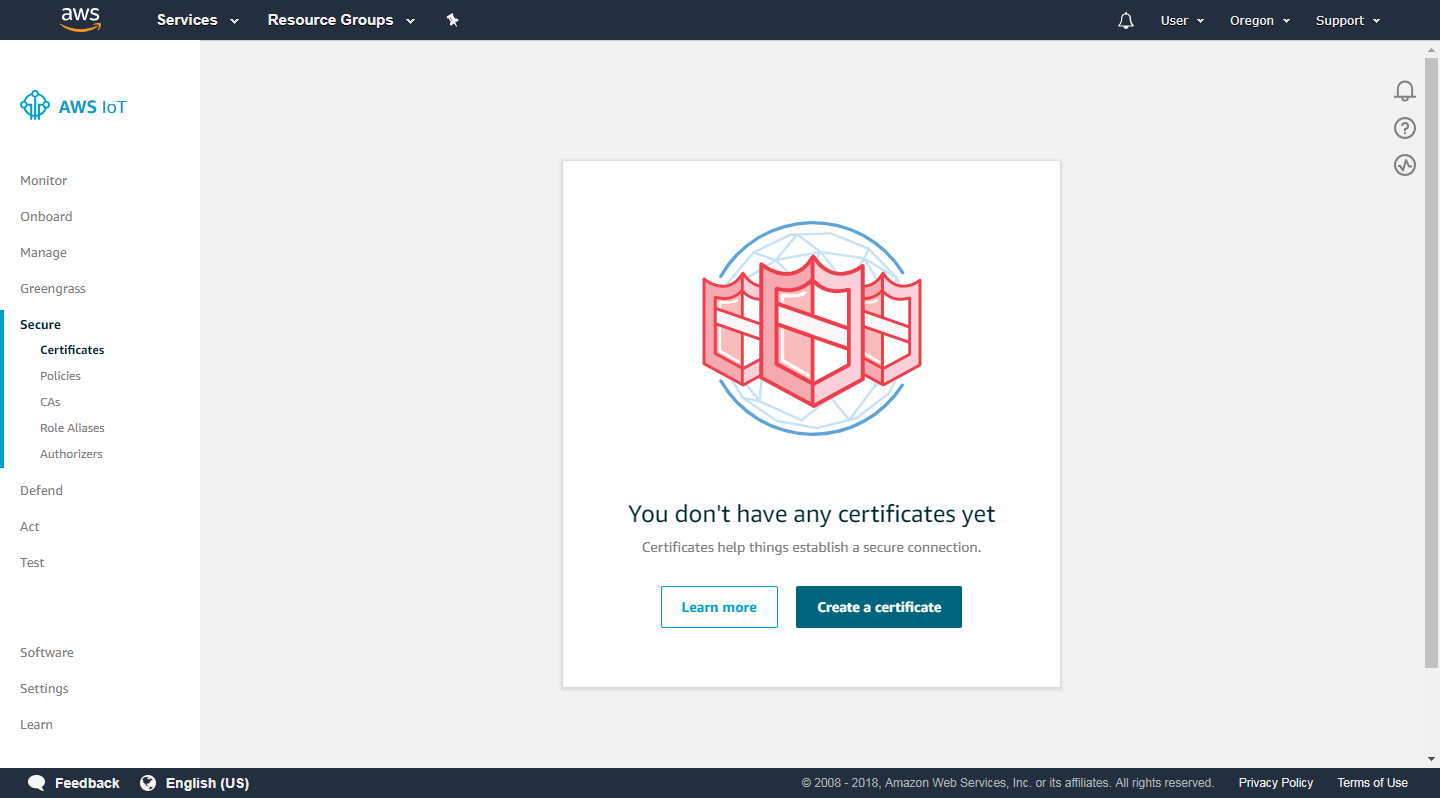 aws Services Resource Groups User Oregon Support
AWS IoT
Monitor
Onboard
Manage
Greengrass
Secure
Certificates
Policies
CAs
Role Aliases
Authorizers
Defend
Act
Test
Software
Settings
Learn
You don't have any certificates yet
Certificates help things establish a secure connection.
Learn more Create a certificate
Feedback English (US) © 2008 - 2018, Amazon Web Services, Inc. or its affiliates. All rights reserved. Privacy Policy Terms of Use